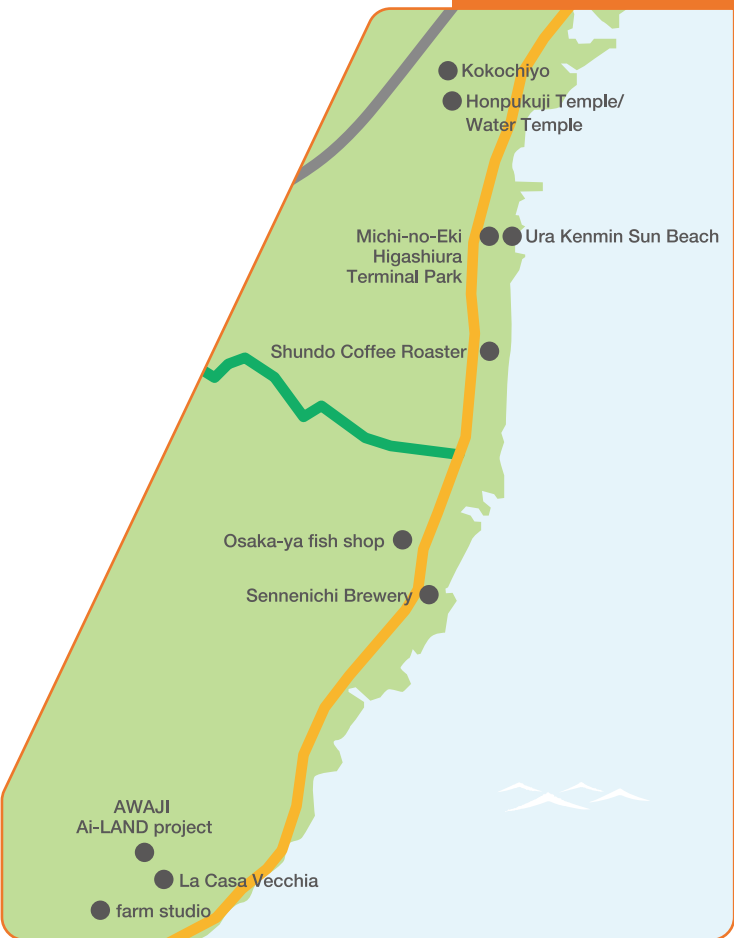 Kokochiyo
Honpukuji Temple/
Water Temple
Michi-no-Eki
Higashiura
Terminal Park
Ura Kenmin Sun Beach
Shundo Coffee Roaster
Osaka-ya fish shop
Sennenichi Brewery
AWAJI
Ai-LAND project
La Casa Vecchia
farm studio